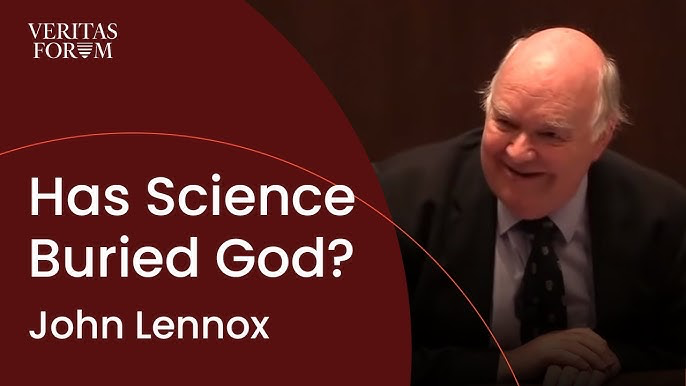 VERITAS
FORUM
Has Science
Buried God?
John Lennox